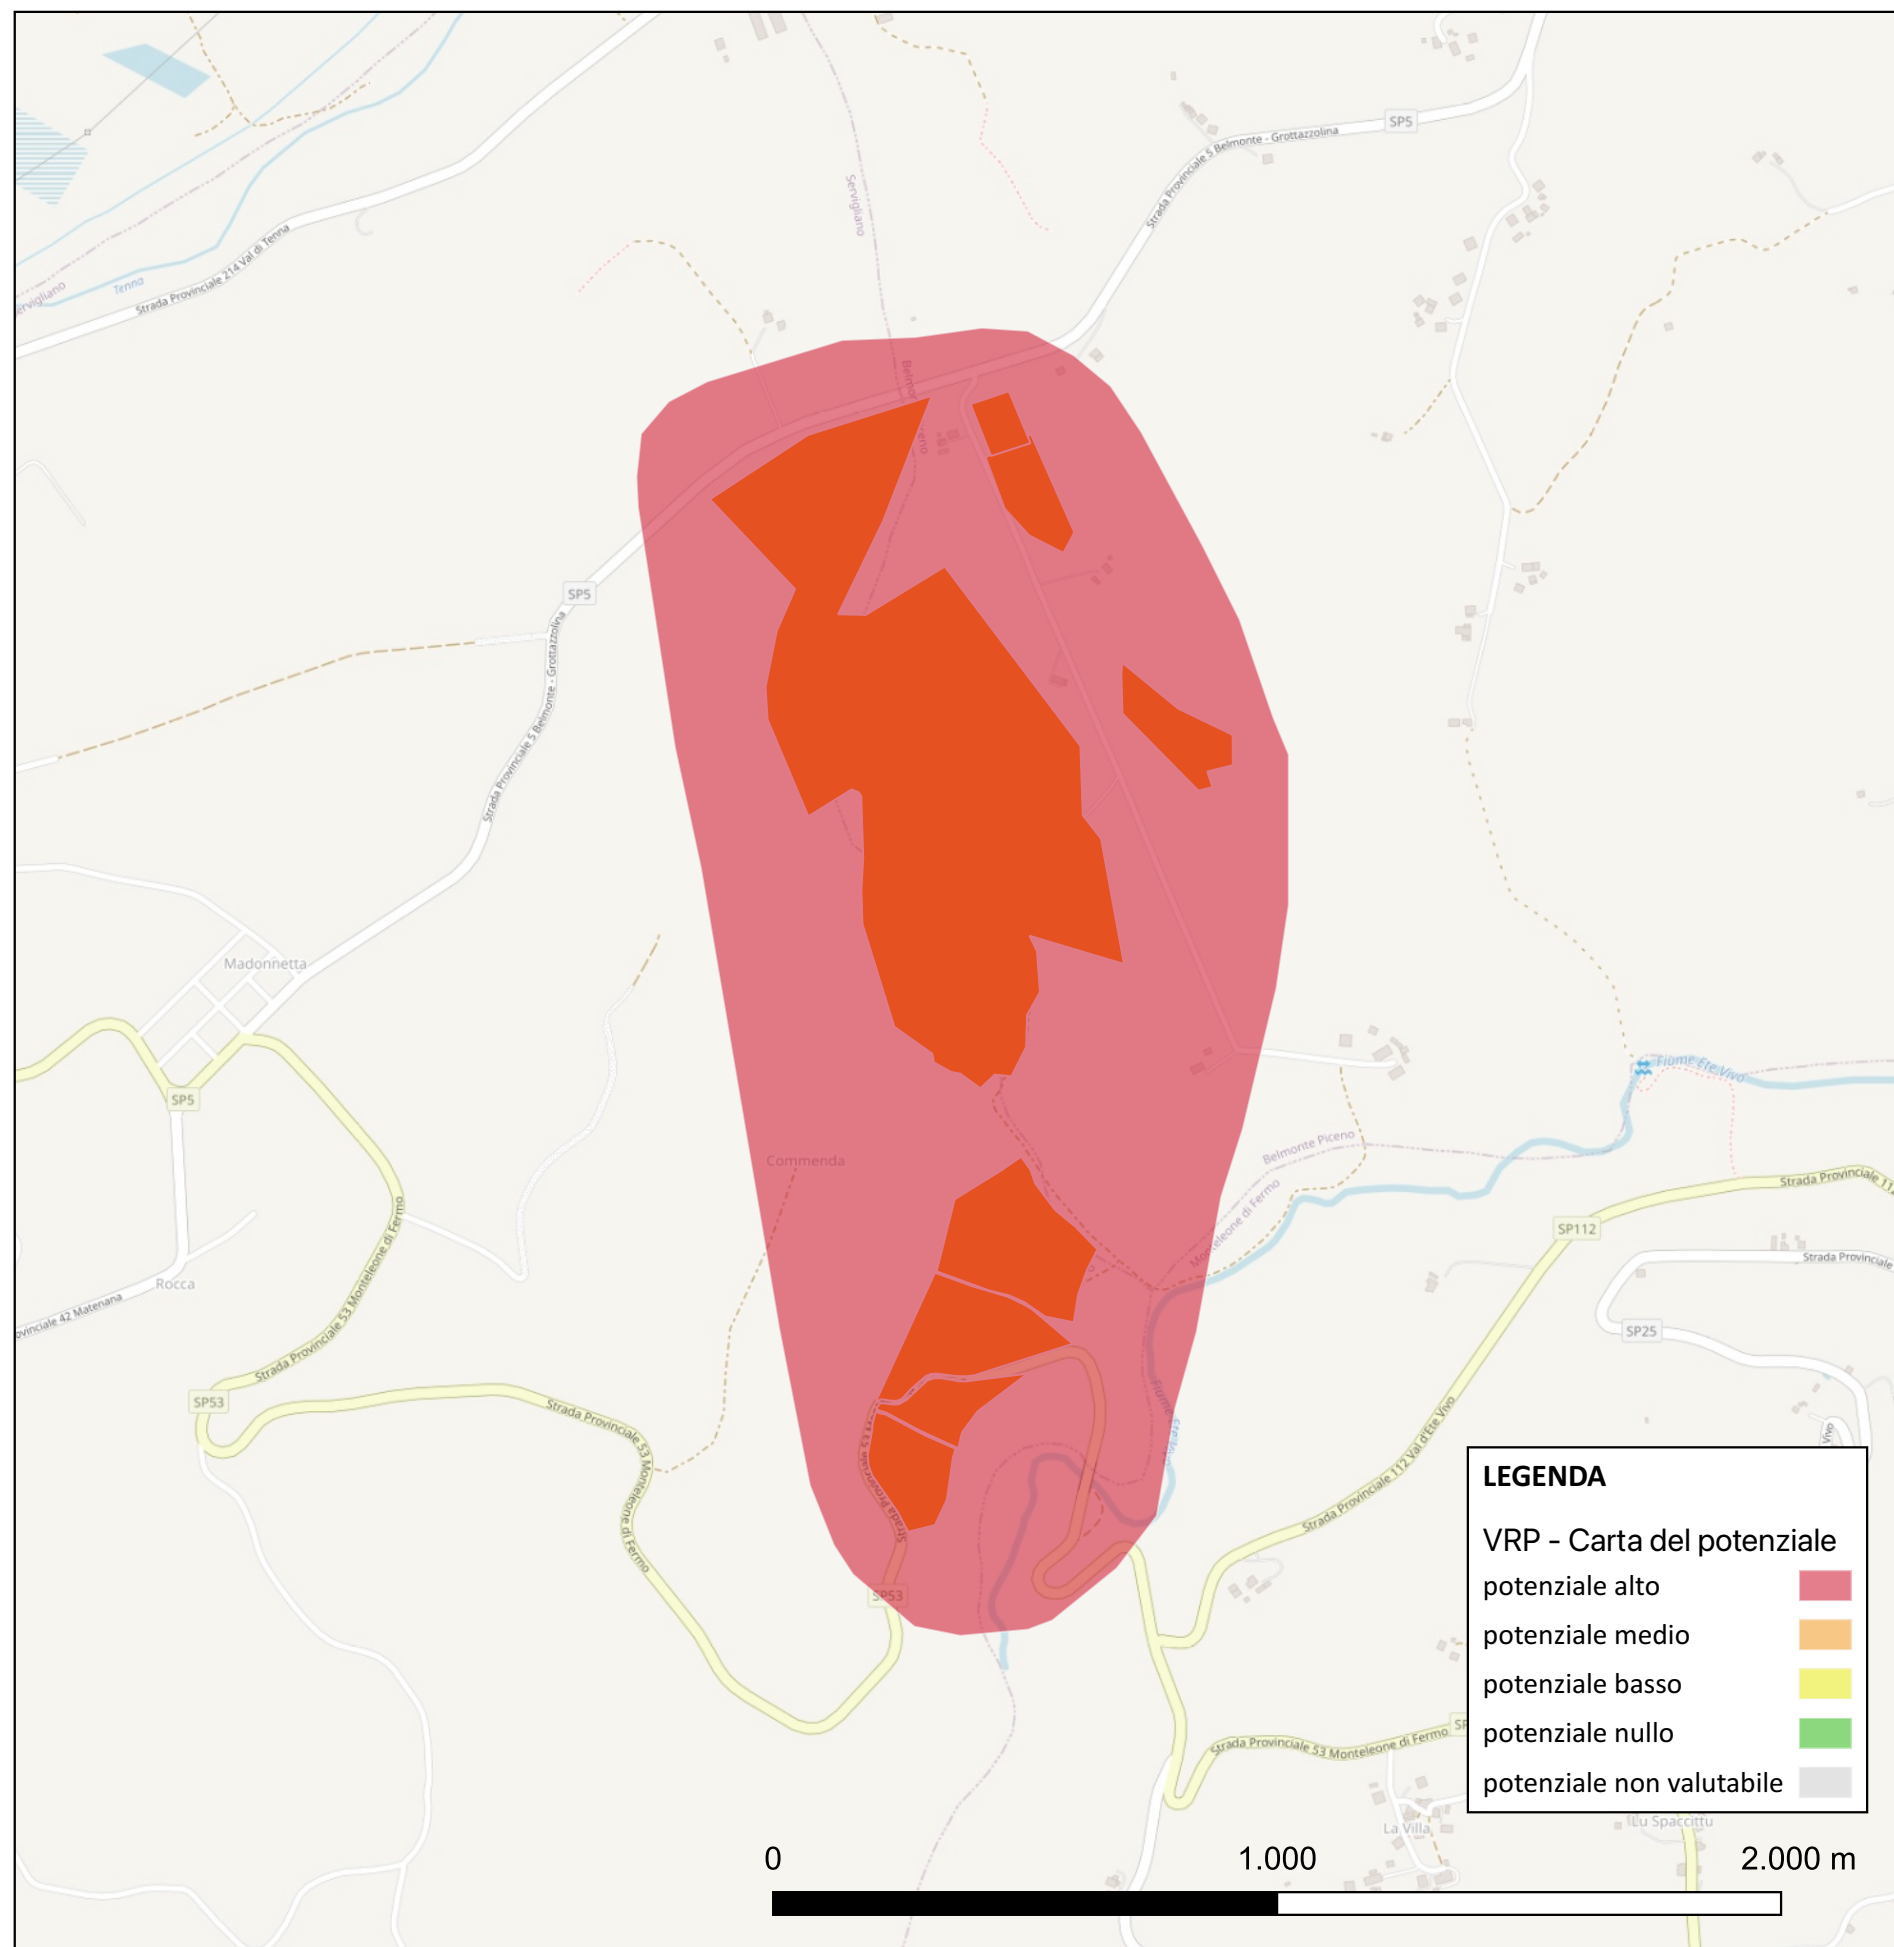 SP5
Strada Provinciale 5 Belmonte - Grottazzolina
Servigliano
Strada Provinciale 214 Val di Tenna
Tenna
SP5
Strada Provinciale 5 Belmonte - Grottazzolina
Madonnetta
SP5
Fiume Ete Vivo
Belmonte Piceno
Commenda
Monteleone di Fermo
SP112
Strada Provinciale
Strada Provinciale 53 Monteleone di Fermo
Rocca
SP25
SP53
Strada Provinciale 53 Monteleone di Fermo
Strada Provinciale 112 Val d'Ete Vivo
Vivo
SP53
Strada Provinciale 53 Monteleone di Fermo
La Villa
Lu Spaccittu
LEGENDA
VRP - Carta del potenziale
potenziale alto
potenziale medio
potenziale basso
potenziale nullo
potenziale non valutabile
0 1.000 2.000 m